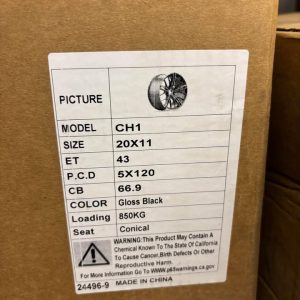 PICTURE
MODEL CH1
SIZE 20X11
ET 43
P.C.D 5X120
CB 66.9
COLOR Gloss Black
Loading 850KG
Seat Conical
WARNING:This Product May Contain A
Chemical Known To The State Of California
To Cause Cancer,Birth Defects Or Other
Reproductive Harm.
For More Info Go To WWW.p65warnings.ca.gov
24496-9 MADE IN CHINA